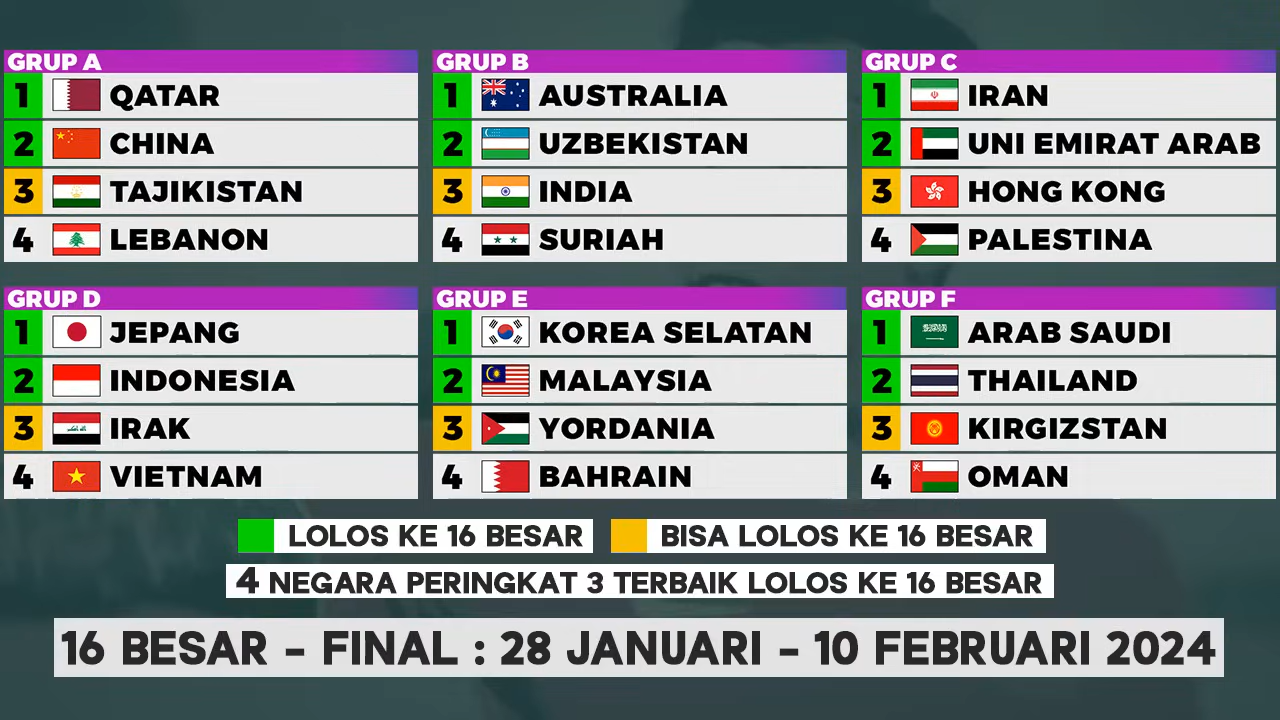 GRUP A
1 QATAR
2 CHINA
3 TAJIKISTAN
4 LEBANON
GRUP B
1 AUSTRALIA
2 UZBEKISTAN
3 INDIA
4 SURIAH
GRUP C
1 IRAN
2 UNI EMIRAT ARAB
3 HONG KONG
4 PALESTINA
GRUP D
1 JEPANG
2 INDONESIA
3 IRAK
4 VIETNAM
GRUP E
1 KOREA SELATAN
2 MALAYSIA
3 YORDANIA
4 BAHRAIN
GRUP F
1 ARAB SAUDI
2 THAILAND
3 KIRGIZSTAN
4 OMAN
LOLOS KE 16 BESAR
BISA LOLOS KE 16 BESAR
4 NEGARA PERINGKAT 3 TERBAIK LOLOS KE 16 BESAR
16 BESAR - FINAL : 28 JANUARI - 10 FEBRUARI 2024